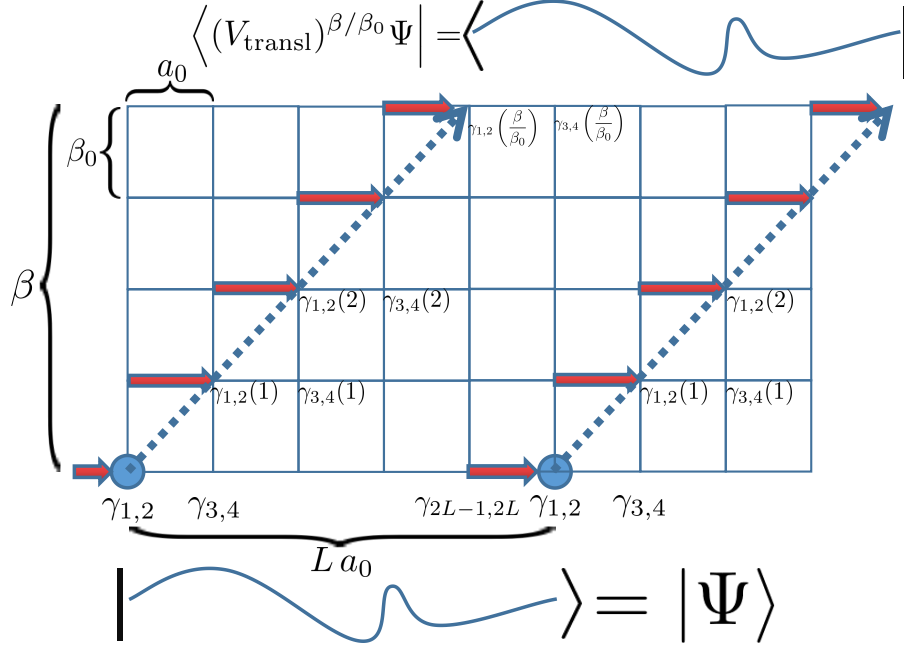 ⟨(V_transl)^{β/β_0} Ψ| = ⟨ |
a_0
β_0
γ_{1,2}(β/β_0) γ_{3,4}(β/β_0)
β
γ_{1,2}(2) γ_{3,4}(2) γ_{1,2}(2)
γ_{1,2}(1) γ_{3,4}(1) γ_{1,2}(1) γ_{3,4}(1)
γ_{1,2} γ_{3,4} γ_{2L−1,2L} γ_{1,2} γ_{3,4}
L a_0
| ⟩ = |Ψ⟩